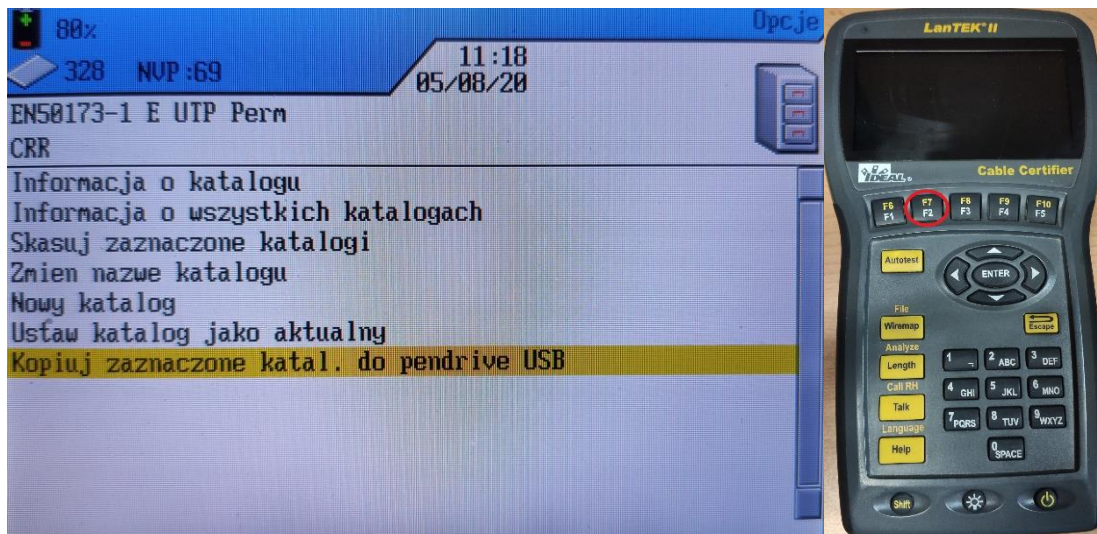 80%
Opcje
328 NVP :69
11:18
05/08/20
EN50173-1 E UTP Perm
CRR
Informacja o katalogu
Informacja o wszystkich katalogach
Skasuj zaznaczone katalogi
Zmien nazwe katalogu
Nowy katalog
Ustaw katalog jako aktualny
Kopiuj zaznaczone katal. do pendrive USB
LanTEK® II
IDEAL®
Cable Certifier
F6 F7 F8 F9 F10
F1 F2 F3 F4 F5
Autotest
ENTER
File
Wiremap
Escape
Analyze
Length
1 2 ABC 3 DEF
Call RH
Talk
4 GHI 5 JKL 6 MNO
Language
7 PQRS 8 TUV 9 WXYZ
Help
0 SPACE
Shift